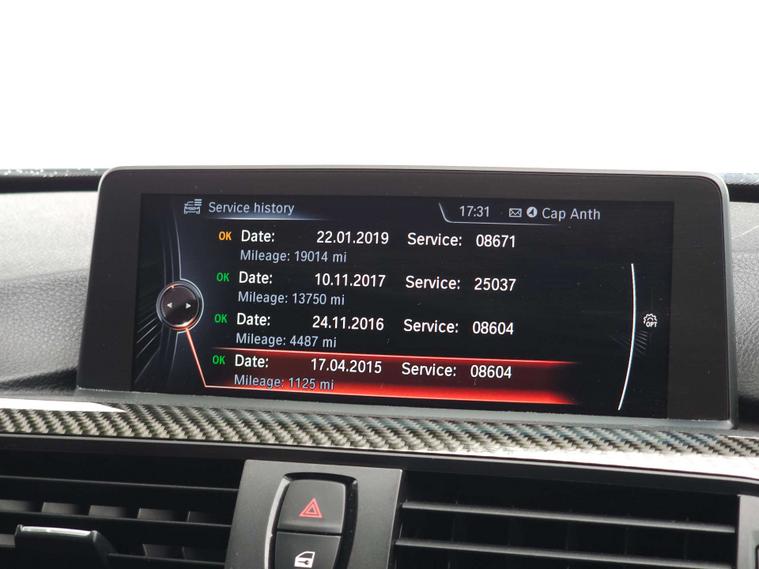 Service history 17:31 Cap Anth
OK Date: 22.01.2019 Service: 08671
Mileage: 19014 mi
OK Date: 10.11.2017 Service: 25037
Mileage: 13750 mi
OK Date: 24.11.2016 Service: 08604
Mileage: 4487 mi
OK Date: 17.04.2015 Service: 08604
Mileage: 1125 mi
OPT